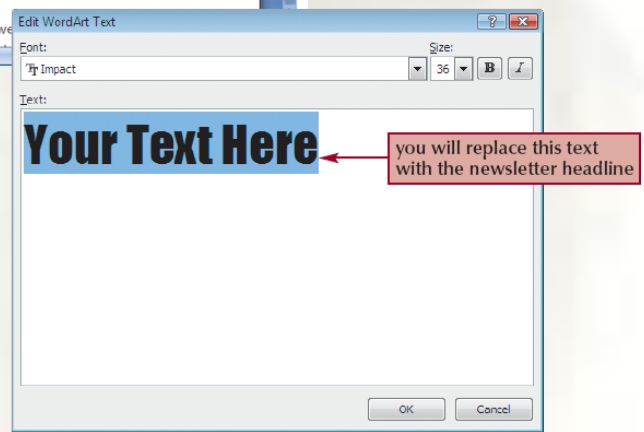 we
Edit WordArt Text
Font:
Size:
Impact
36
B
I
Text:
Your Text Here
you will replace this text
with the newsletter headline
OK
Cancel